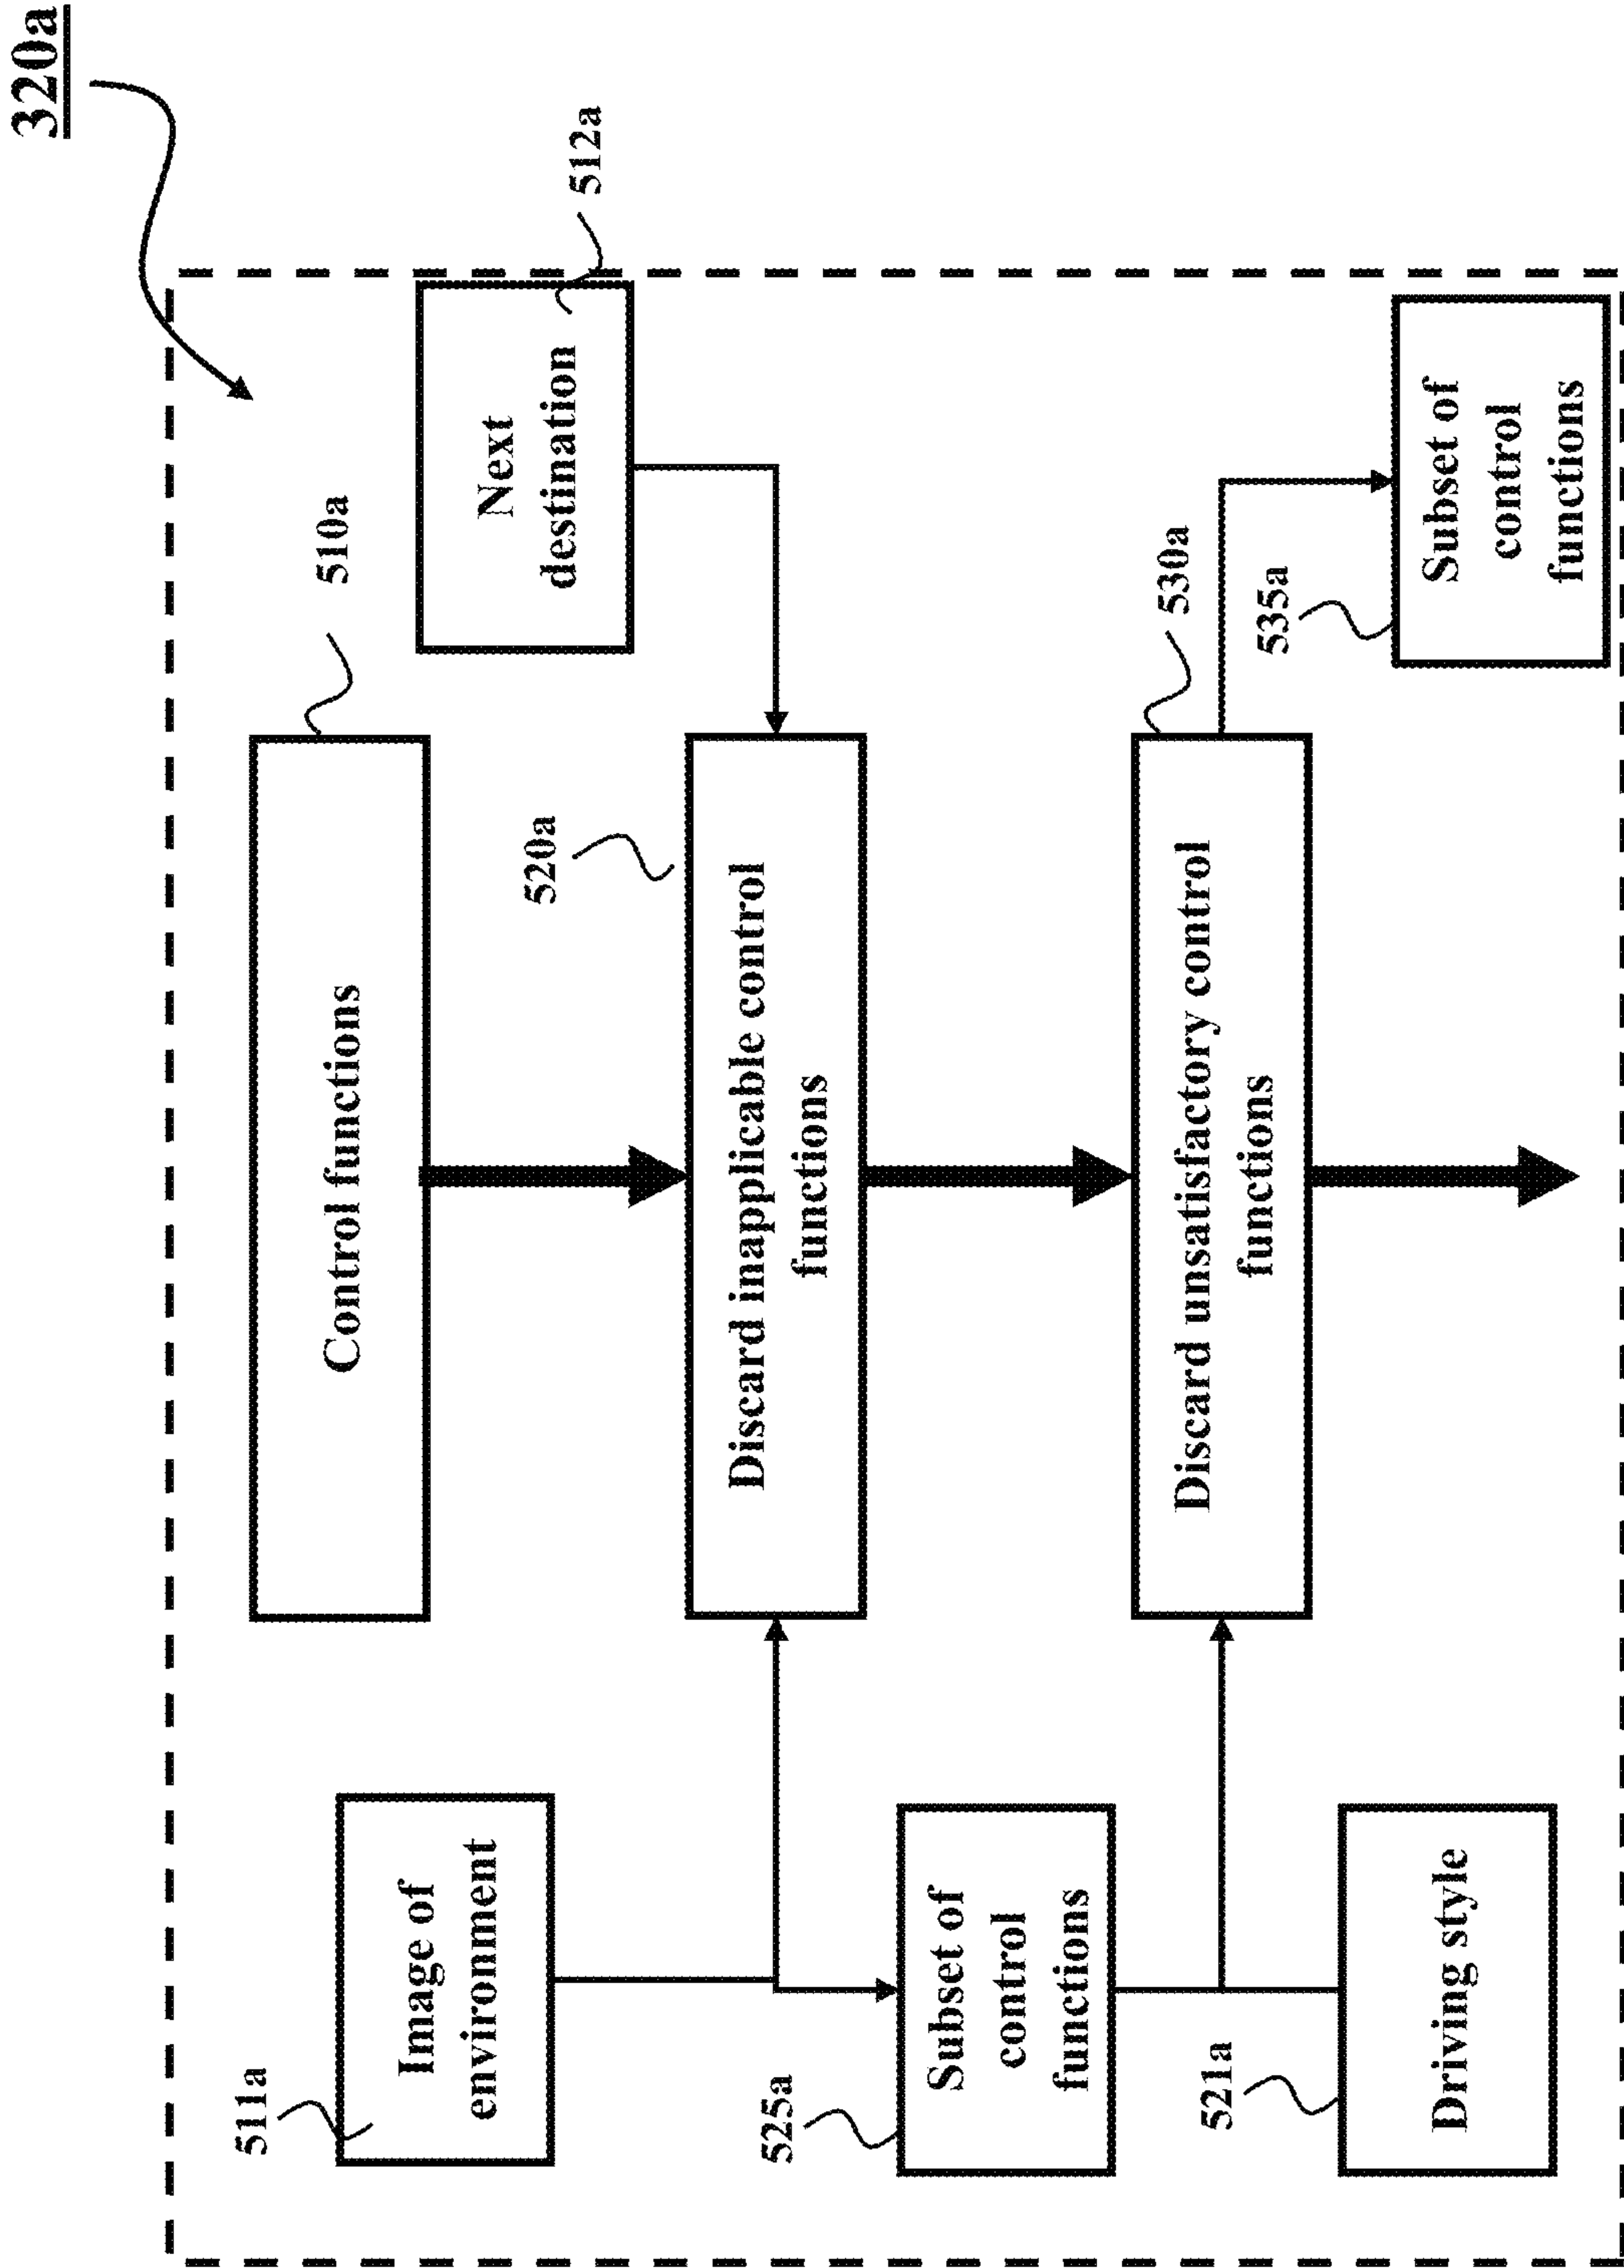 320a
Control functions
510a
Image of
environment
511a
Next
destination
512a
Discard inapplicable control
functions
520a
Subset of
control
functions
525a
Discard unsatisfactory control
functions
530a
Driving style
521a
Subset of
control
functions
535a